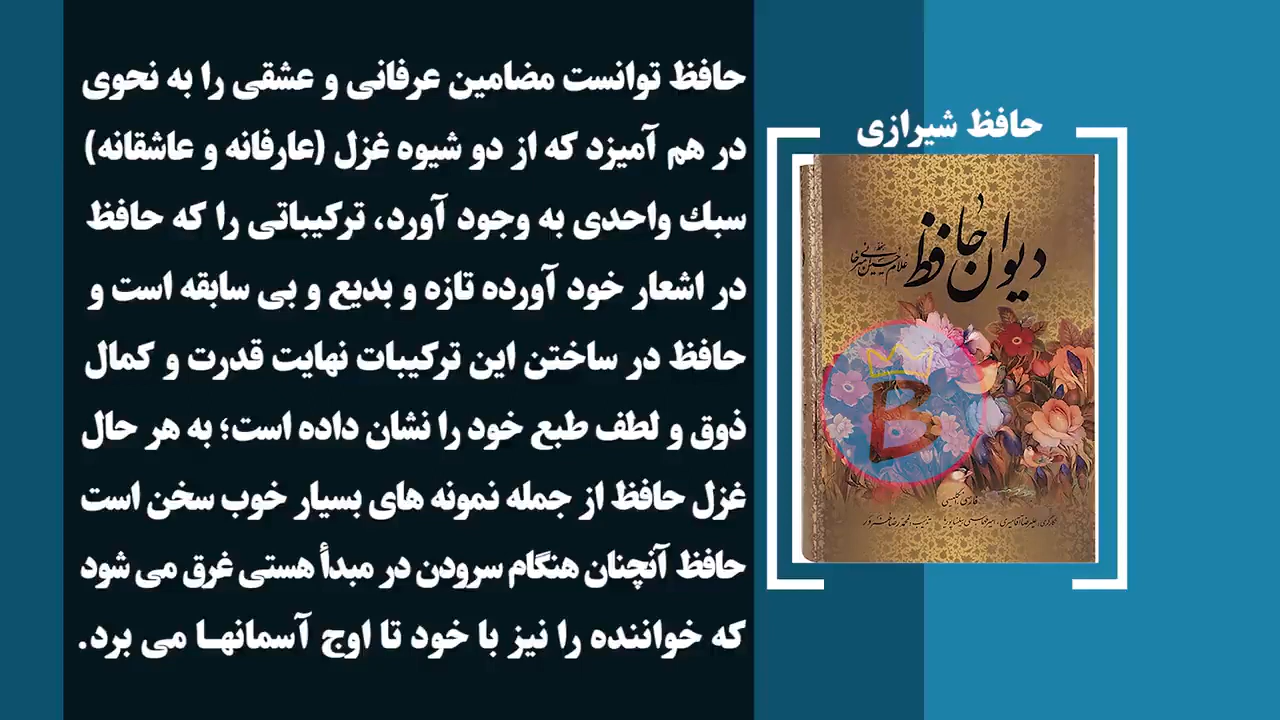 حافظ شیرازی
حافظ توانست مضامین عرفانی و عشقی را به نحوی
در هم آمیزد که از دو شیوه غزل (عارفانه و عاشقانه)
سبك واحدی به وجود آورد، ترکیباتی را که حافظ
در اشعار خود آورده تازه و بدیع و بی سابقه است و
حافظ در ساختن این ترکیبات نهایت قدرت و کمال
ذوق و لطف طبع خود را نشان داده است؛ به هر حال
غزل حافظ از جمله نمونه های بسیار خوب سخن است
حافظ آنچنان هنگام سرودن در مبدأ هستی غرق می شود
که خواننده را نیز با خود تا اوج آسمانهـا می برد.
دیوان حافظ
B